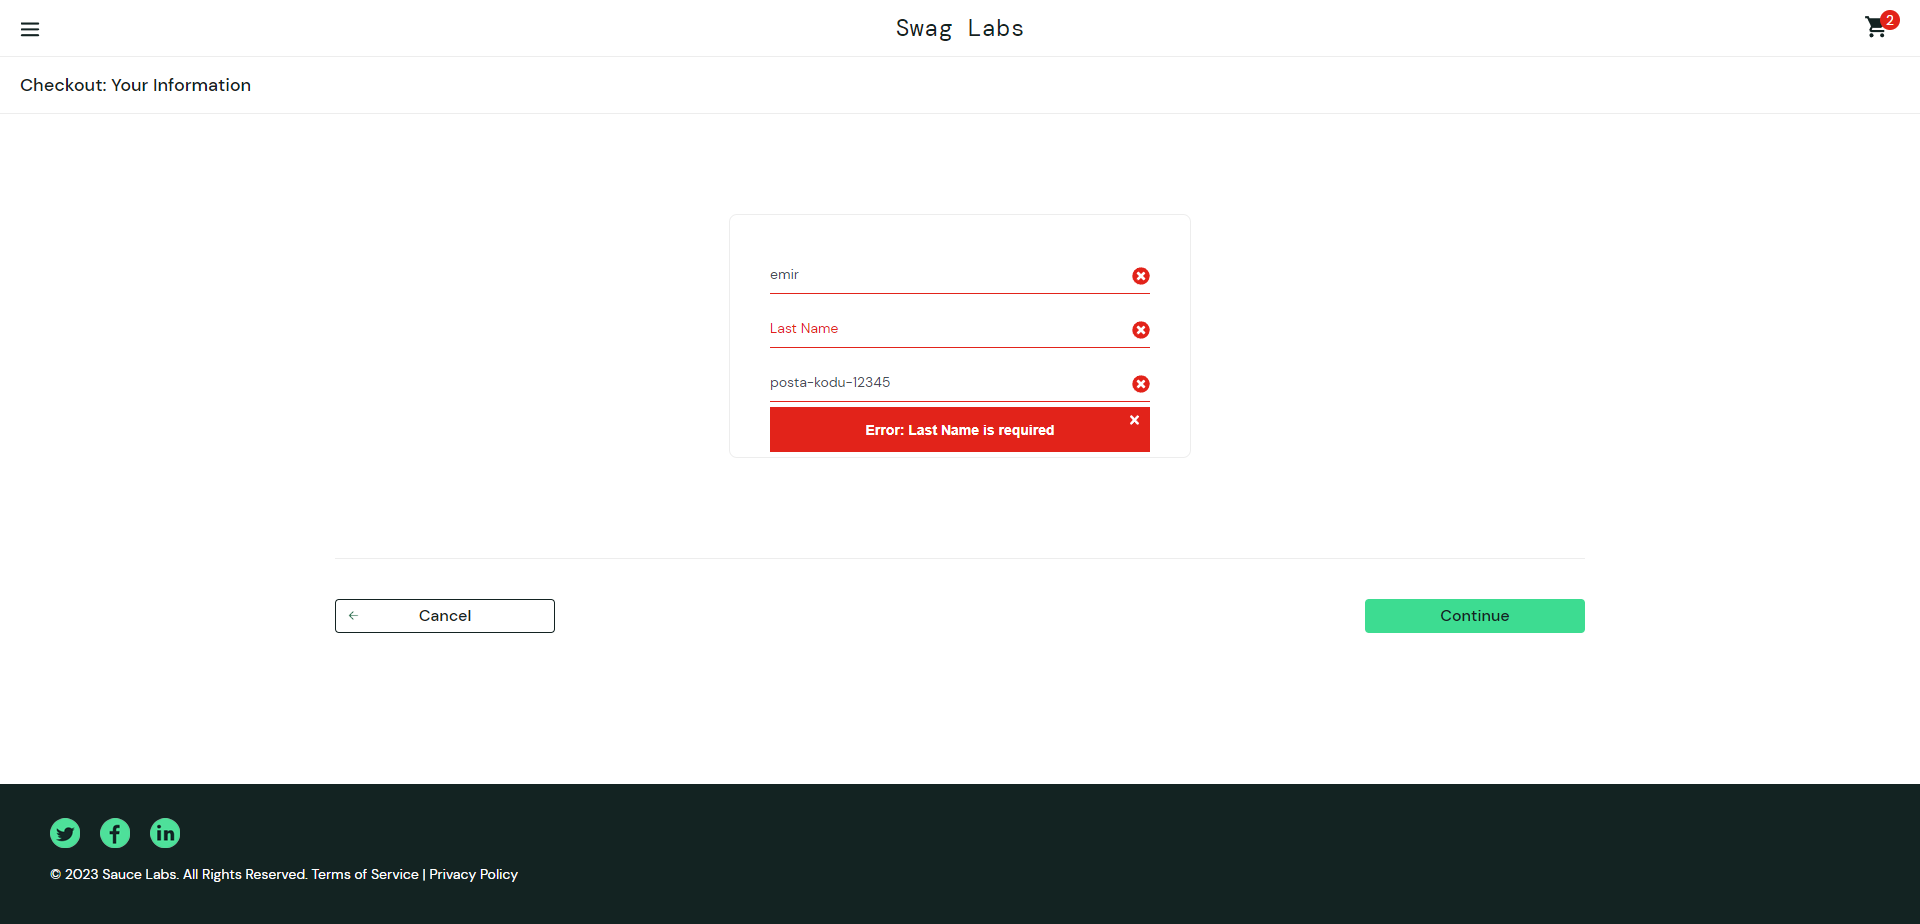 Swag Labs
2
Checkout: Your Information
emir
Last Name
posta-kodu-12345
Error: Last Name is required
Cancel
Continue
© 2023 Sauce Labs. All Rights Reserved. Terms of Service | Privacy Policy